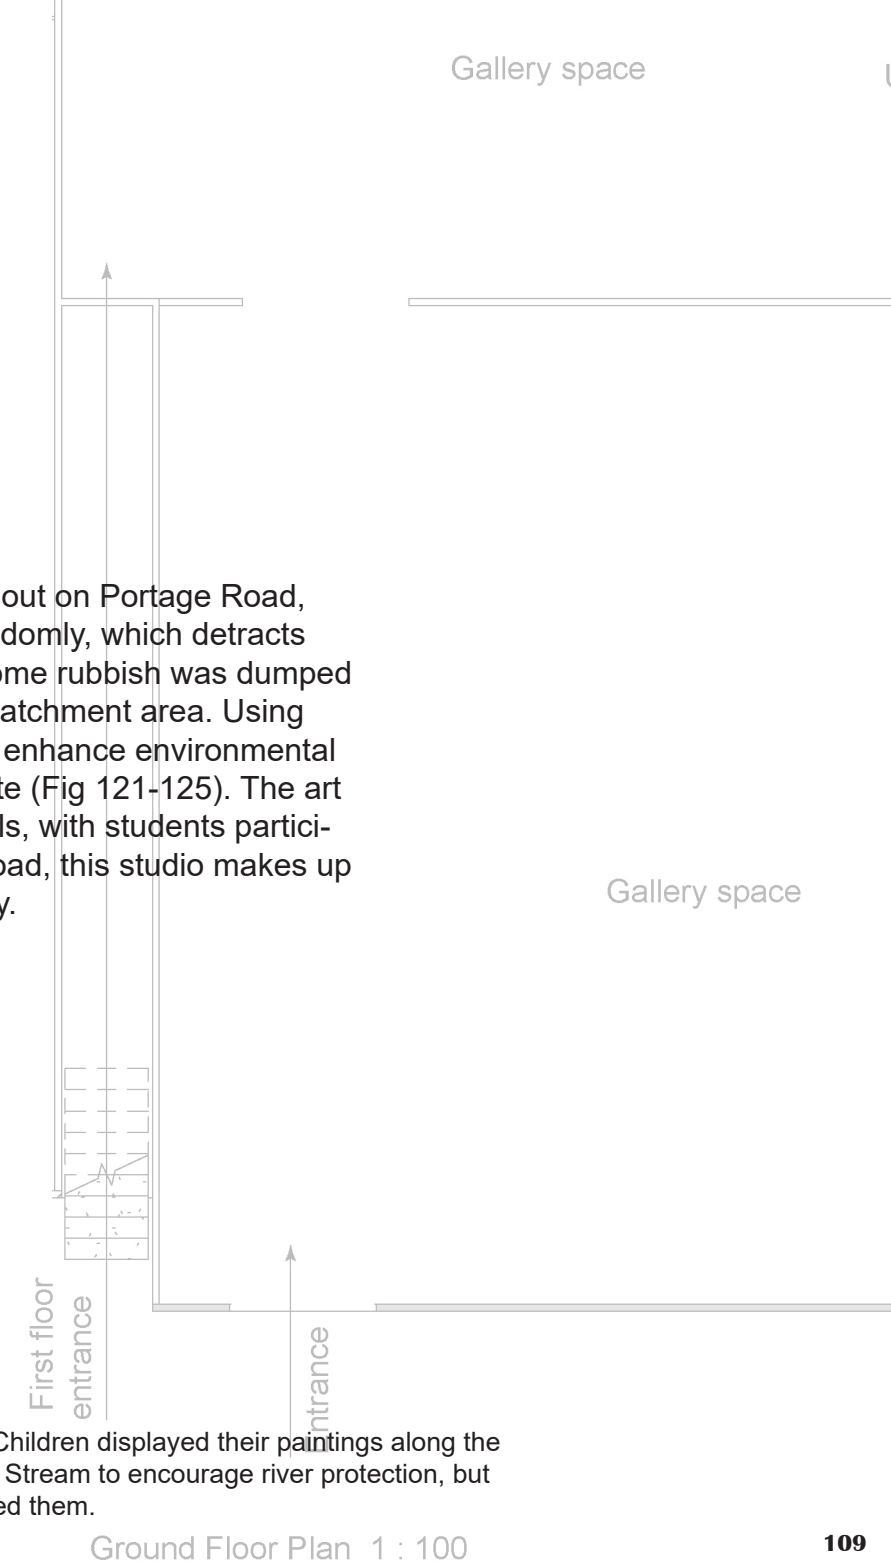 Gallery space
out on Portage Road,
domly, which detracts
ome rubbish was dumped
atchment area. Using
enhance environmental
te (Fig 121-125). The art
ls, with students partici-
oad, this studio makes up
y.
Gallery space
First floor
entrance
Entrance
Children displayed their paintings along the
Stream to encourage river protection, but
ed them.
Ground Floor Plan 1 : 100
109